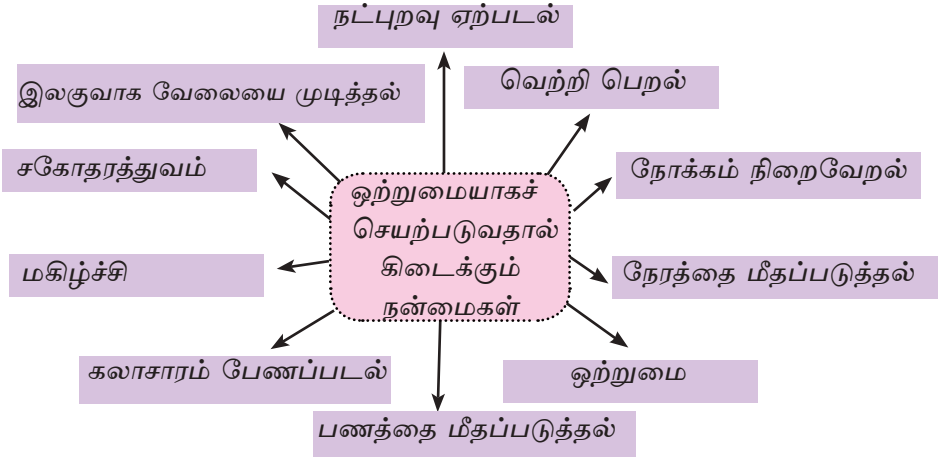 நட்புறவு ஏற்படல்
வெற்றி பெறல்
இலகுவாக வேலையை முடித்தல்
சகோதரத்துவம்
நோக்கம் நிறைவேறல்
ஒற்றுமையாகச்
செயற்படுவதால்
கிடைக்கும்
நன்மைகள்
மகிழ்ச்சி
நேரத்தை மீதப்படுத்தல்
கலாசாரம் பேணப்படல்
ஒற்றுமை
பணத்தை மீதப்படுத்தல்